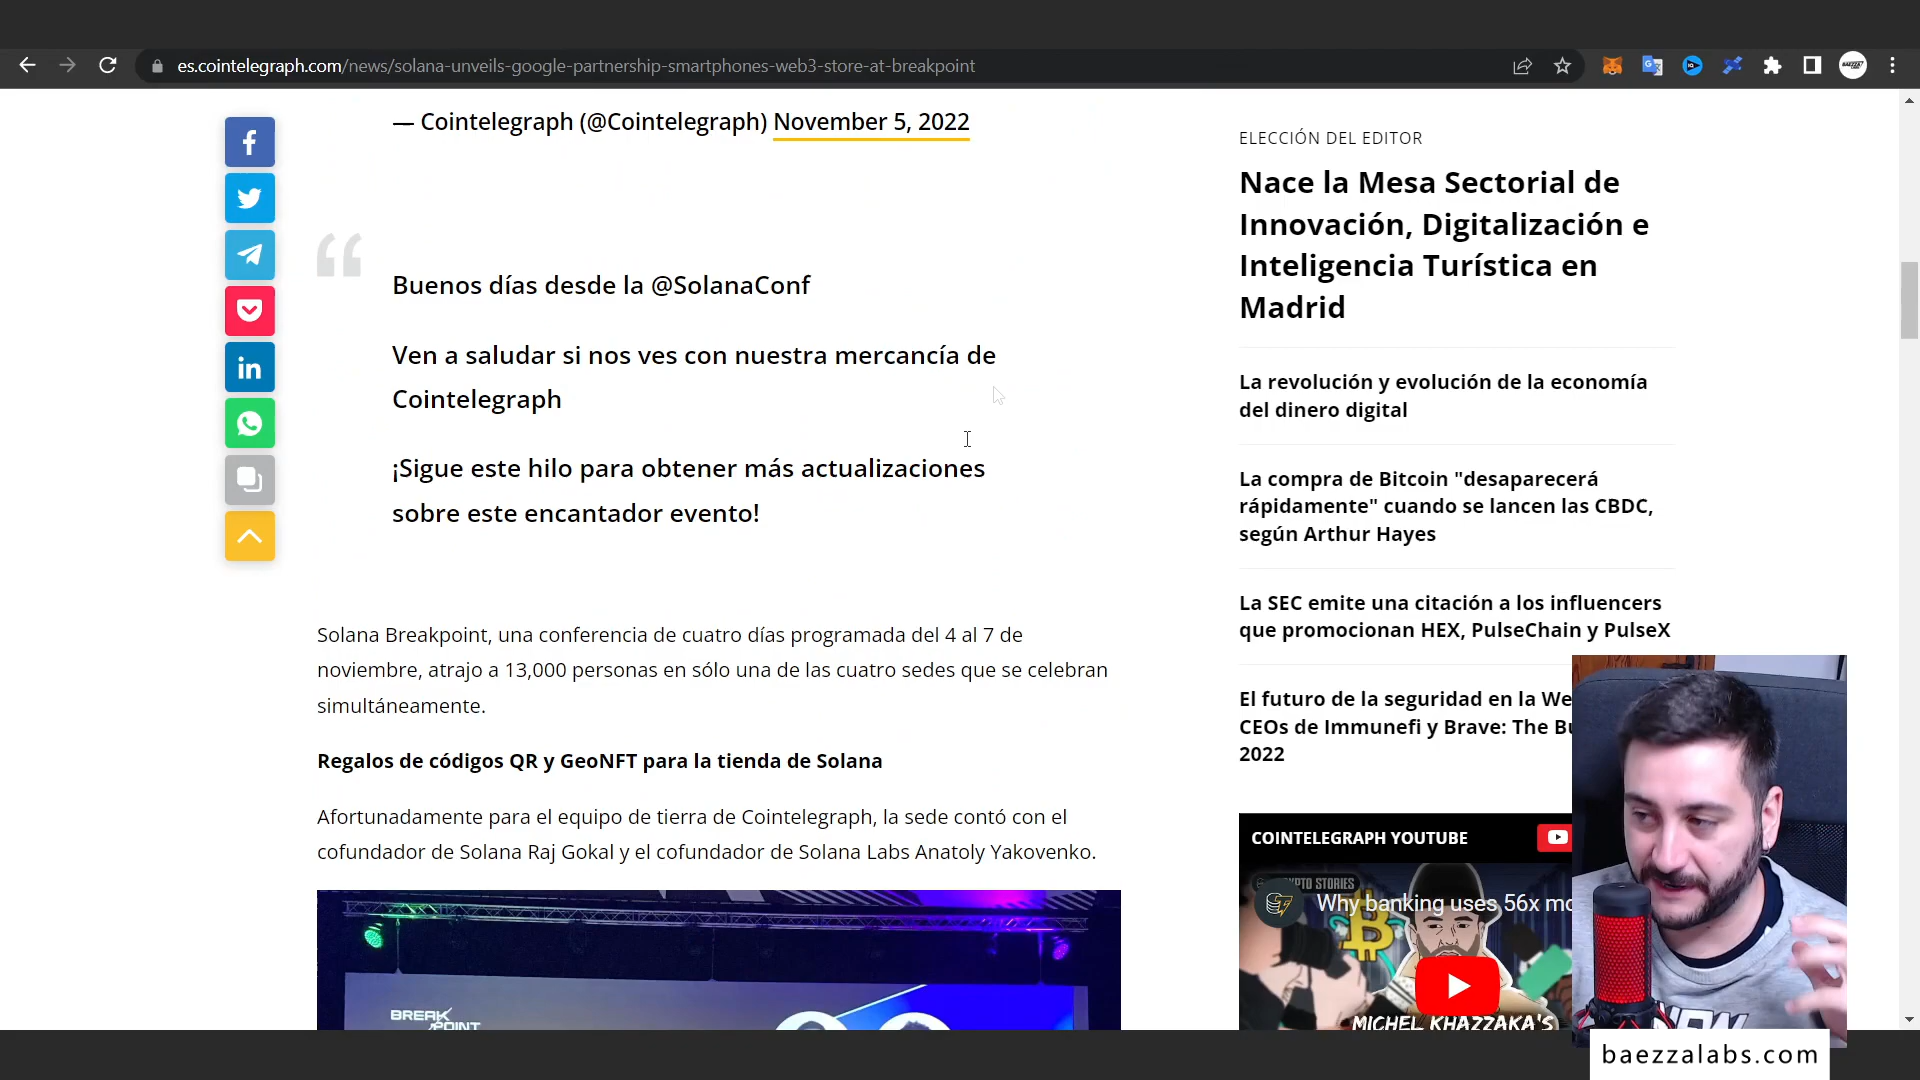 es.cointelegraph.com/news/solana-unveils-google-partnership-smartphones-web3-store-at-breakpoint
— Cointelegraph (@Cointelegraph) November 5, 2022
Buenos días desde la @SolanaConf
Ven a saludar si nos ves con nuestra mercancía de
Cointelegraph
¡Sigue este hilo para obtener más actualizaciones
sobre este encantador evento!
Solana Breakpoint, una conferencia de cuatro días programada del 4 al 7 de
noviembre, atrajo a 13,000 personas en sólo una de las cuatro sedes que se celebran
simultáneamente.
Regalos de códigos QR y GeoNFT para la tienda de Solana
Afortunadamente para el equipo de tierra de Cointelegraph, la sede contó con el
cofundador de Solana Raj Gokal y el cofundador de Solana Labs Anatoly Yakovenko.
BREAK
POINT
ELECCIÓN DEL EDITOR
Nace la Mesa Sectorial de
Innovación, Digitalización e
Inteligencia Turística en
Madrid
La revolución y evolución de la economía
del dinero digital
La compra de Bitcoin "desaparecerá
rápidamente" cuando se lancen las CBDC,
según Arthur Hayes
La SEC emite una citación a los influencers
que promocionan HEX, PulseChain y PulseX
El futuro de la seguridad en la We
CEOs de Immunefi y Brave: The Bu
2022
COINTELEGRAPH YOUTUBE
CRYPTO STORIES
Why banking uses 56x mo
MICHEL KHAZZAKA'S
baezzalabs.com